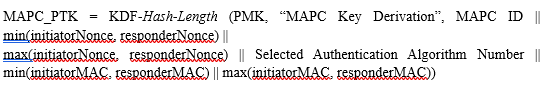 MAPC_PTK = KDF-Hash-Length (PMK, “MAPC Key Derivation”, MAPC ID ||
min(initiatorNonce, responderNonce) ||
max(initiatorNonce, responderNonce) || Selected Authentication Algorithm Number ||
min(initiatorMAC, responderMAC) || max(initiatorMAC, responderMAC))